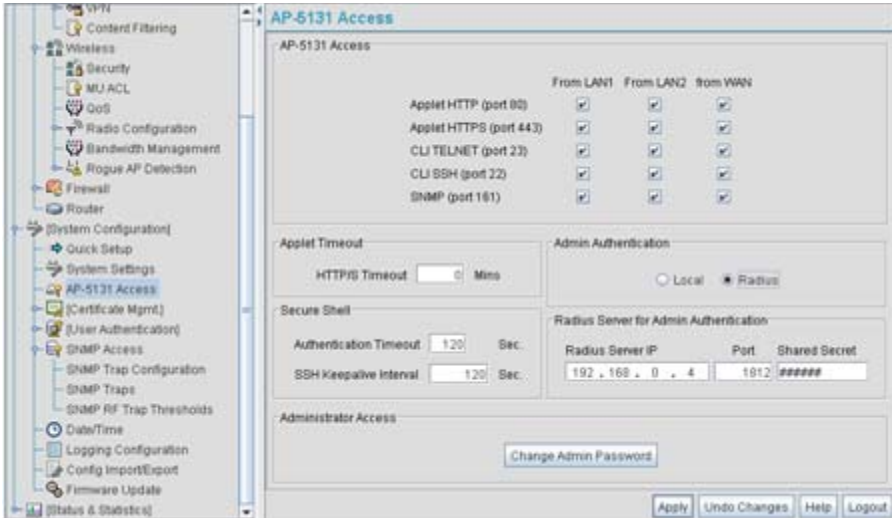 VPN
Content Filtering
Wireless
Security
MU ACL
QoS
Radio Configuration
Bandwidth Management
Rogue AP Detection
Firewall
Router
[System Configuration]
Quick Setup
System Settings
AP-5131 Access
[Certificate Mgmt.]
[User Authentication]
SNMP Access
SNMP Trap Configuration
SNMP Traps
SNMP RF Trap Thresholds
Date/Time
Logging Configuration
Config Import/Export
Firmware Update
[Status & Statistics]
AP-5131 Access
AP-5131 Access
From LAN1 From LAN2 from WAN
Applet HTTP (port 80)
Applet HTTPS (port 443)
CLI TELNET (port 23)
CLI SSH (port 22)
SNMP (port 161)
Applet Timeout
HTTP/S Timeout 0 Mins
Admin Authentication
Local Radius
Secure Shell
Authentication Timeout 120 Sec.
SSH Keepalive Interval 120 Sec.
Radius Server for Admin Authentication
Radius Server IP Port Shared Secret
192 . 168 . 0 . 4 1812 ######
Administrator Access
Change Admin Password
Apply Undo Changes Help Logout